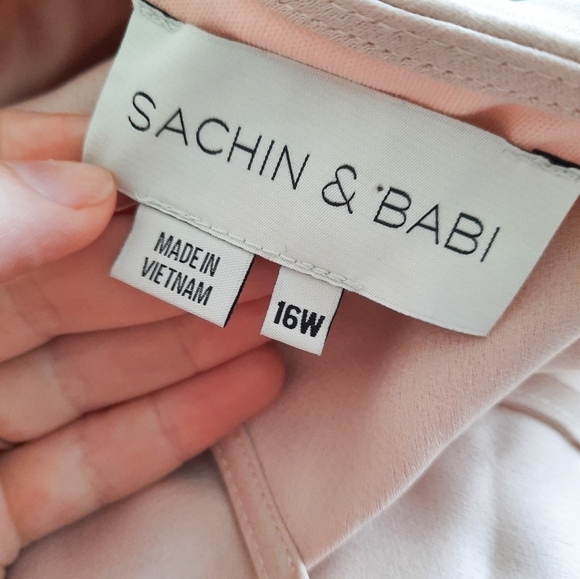 SACHIN & BABI
MADE IN
VIETNAM
16W